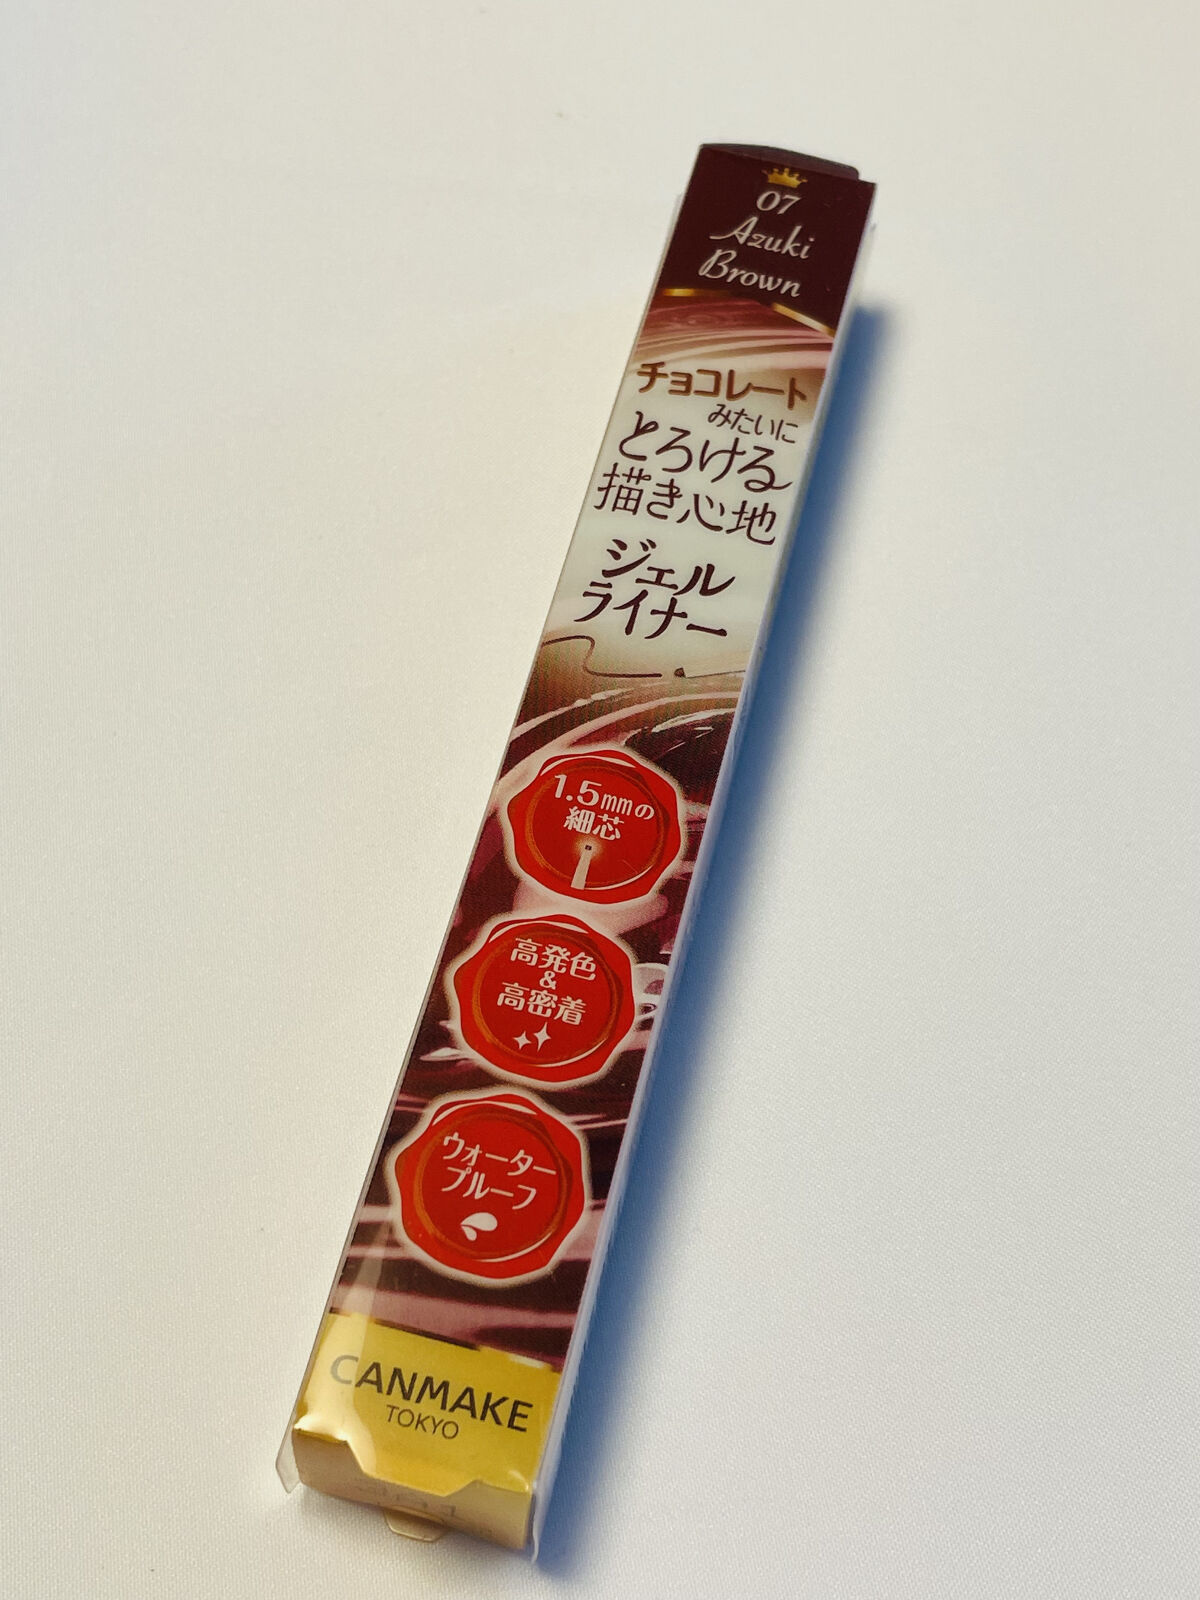 07
Azuki
Brown
チョコレート
みたいに
とろける
描き心地
ジェル
ライナー
1.5mmの
細芯
高発色
&
高密着
ウォーター
プルーフ
CANMAKE
TOKYO